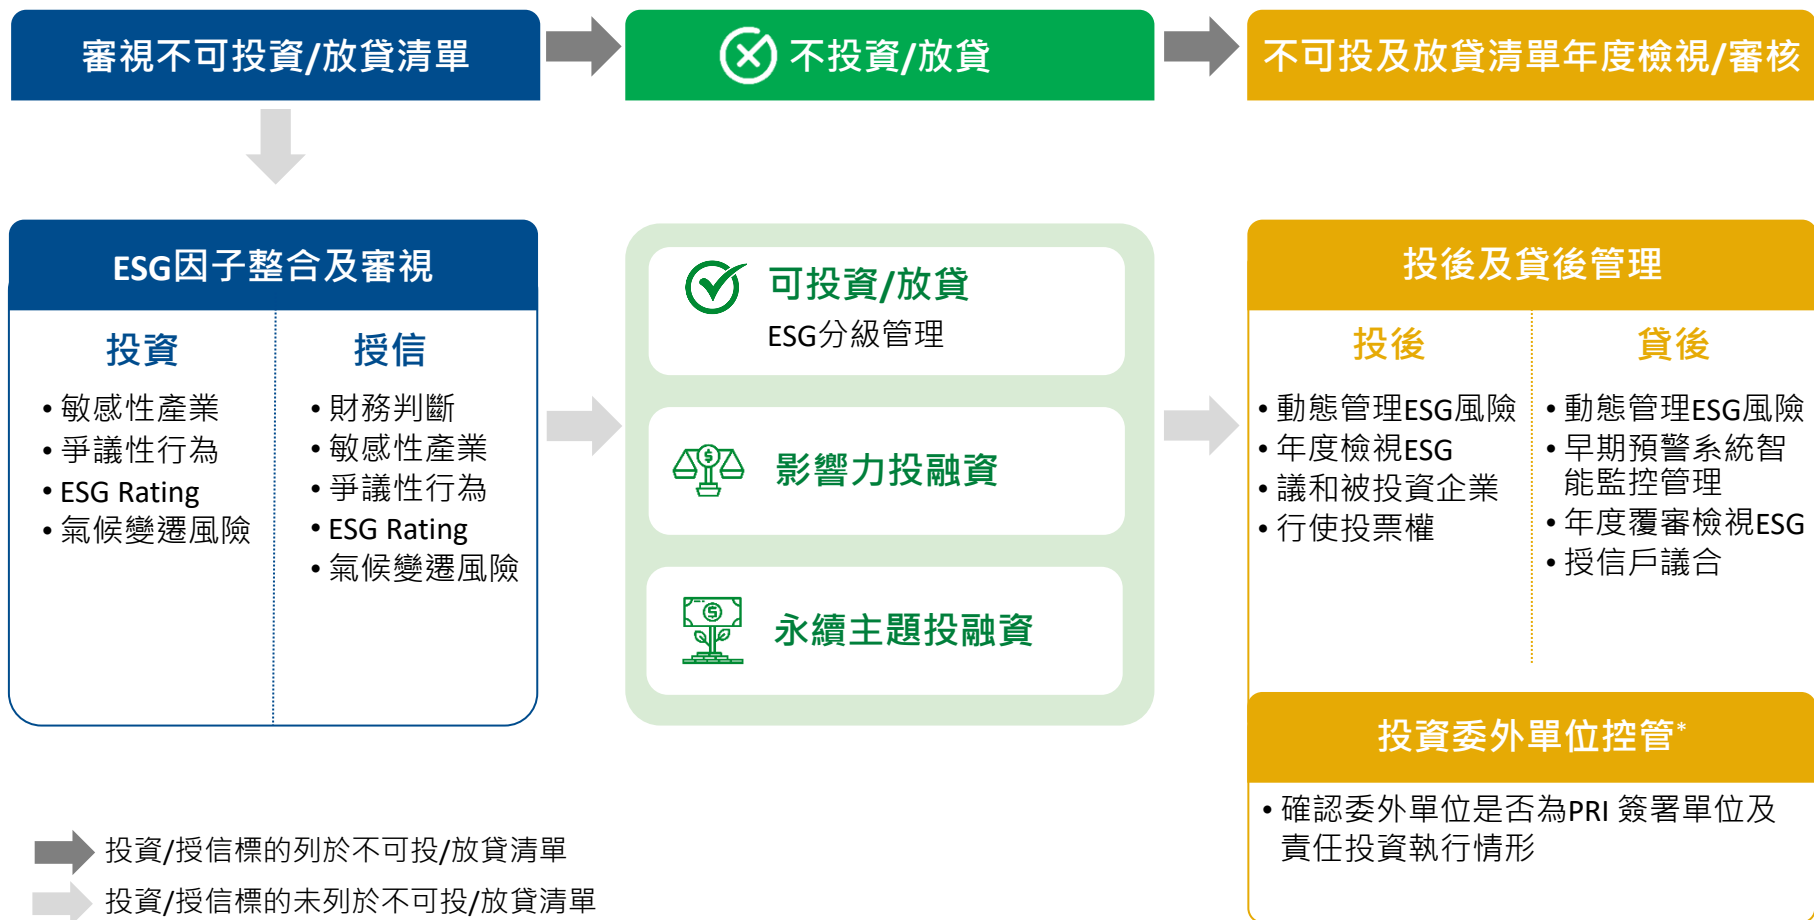 審視不可投資/放貸清單
不投資/放貸
不可投及放貸清單年度檢視/審核
ESG因子整合及審視
投資
• 敏感性產業
• 爭議性行為
• ESG Rating
• 氣候變遷風險
授信
• 財務判斷
• 敏感性產業
• 爭議性行為
• ESG Rating
• 氣候變遷風險
可投資/放貸
ESG分級管理
影響力投融資
永續主題投融資
投後及貸後管理
投後
• 動態管理ESG風險
• 年度檢視ESG
• 議和被投資企業
• 行使投票權
貸後
• 動態管理ESG風險
• 早期預警系統智
能監控管理
• 年度覆審檢視ESG
• 授信戶議合
投資委外單位控管*
• 確認委外單位是否為PRI 簽署單位及
責任投資執行情形
投資/授信標的列於不可投/放貸清單
投資/授信標的未列於不可投/放貸清單